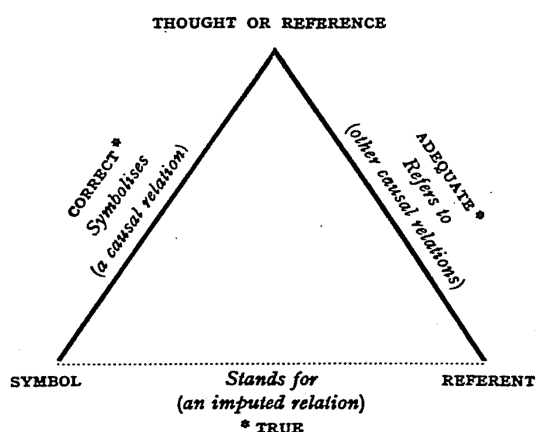 THOUGHT OR REFERENCE
CORRECT*
Symbolises
(a causal relation)
ADEQUATE*
Refers to
(other causal relations)
SYMBOL
Stands for
(an imputed relation)
* TRUE
REFERENT